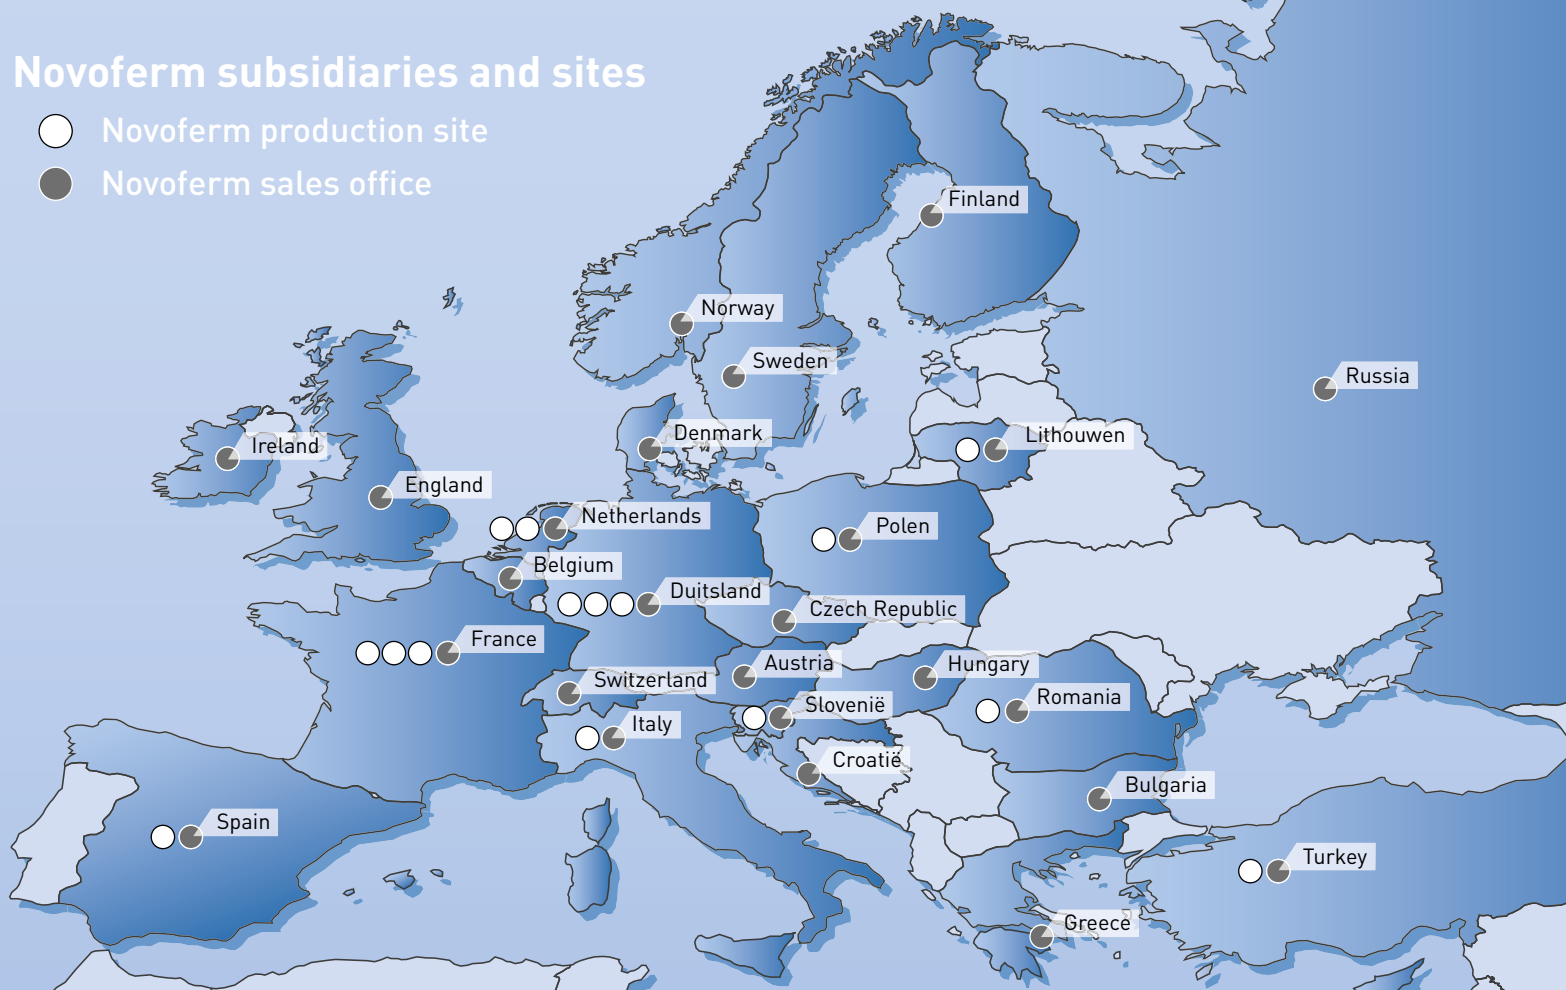 Novoferm subsidiaries and sites
Novoferm production site
Novoferm sales office
Finland
Norway
Sweden
Russia
Denmark
Lithouwen
Ireland
England
Netherlands
Polen
Belgium
Duitsland
Czech Republic
France
Austria
Hungary
Switzerland
Romania
Slovenië
Italy
Croatië
Bulgaria
Spain
Turkey
Greece